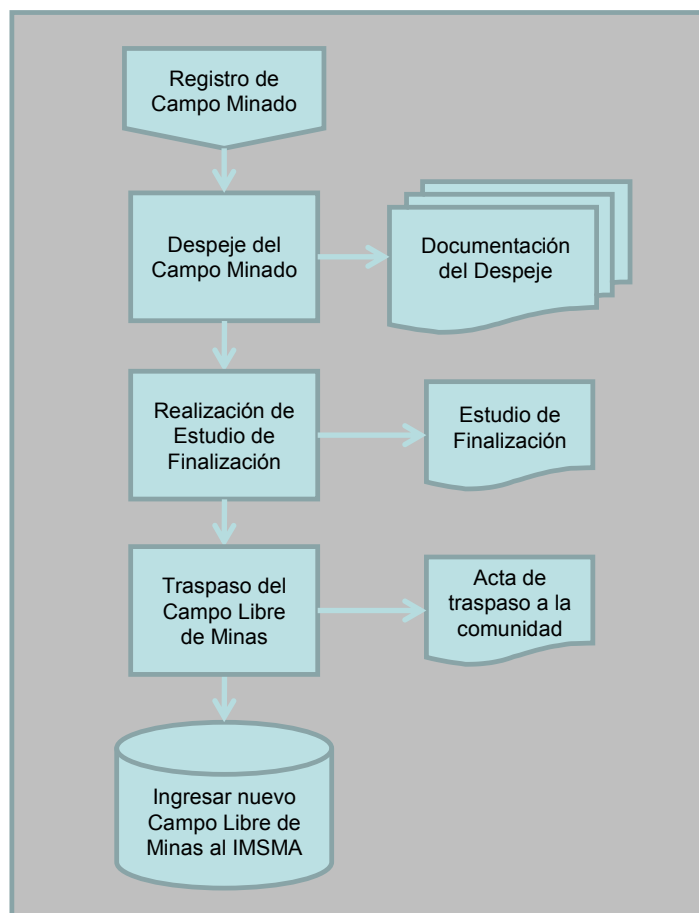 Registro de
Campo Minado
Despeje del
Campo Minado
Documentación
del Despeje
Realización de
Estudio de
Finalización
Estudio de
Finalización
Traspaso del
Campo Libre
de Minas
Acta de
traspaso a la
comunidad
Ingresar nuevo
Campo Libre de
Minas al IMSMA